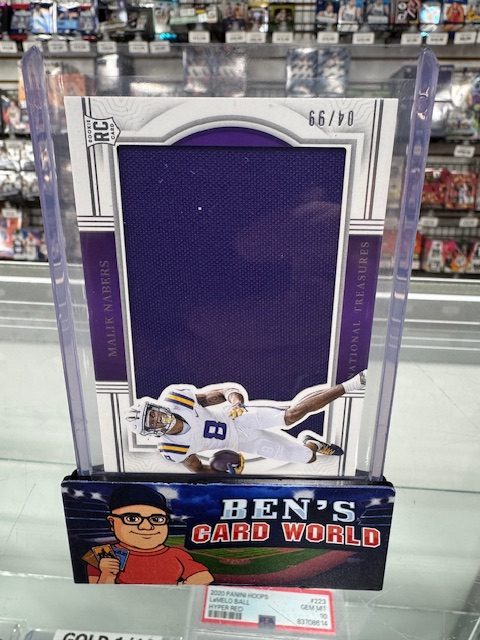 ROOKIE
RC
CARD
04/99
MALIK NABERS
NATIONAL TREASURES
8
BEN'S
CARD WORLD
2020 PANINI HOOPS
LaMELO BALL
HYPER RED
#223
GEM MT
10
83708614